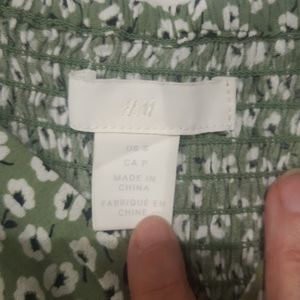 H&M
US S
CA P
MADE IN
CHINA
FABRIQUÉ EN
CHINE